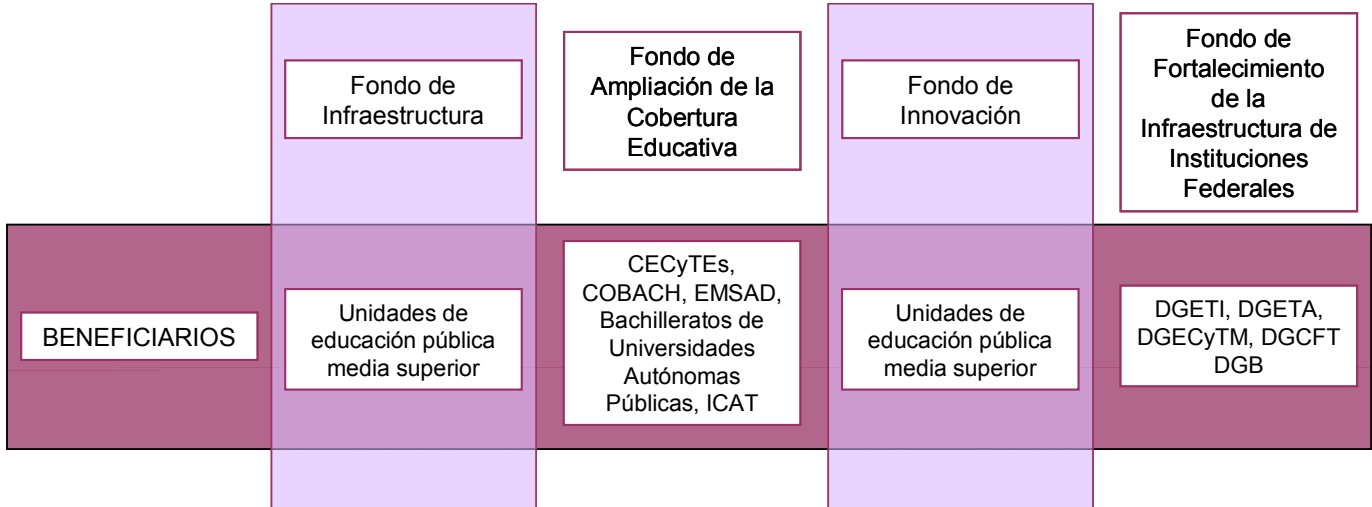 Fondo de
Infraestructura
Fondo de
Ampliación de la
Cobertura
Educativa
Fondo de
Innovación
Fondo de
Fortalecimiento
de la
Infraestructura de
Instituciones
Federales
BENEFICIARIOS
Unidades de
educación pública
media superior
CECyTEs,
COBACH, EMSAD,
Bachilleratos de
Universidades
Autónomas
Públicas, ICAT
Unidades de
educación pública
media superior
DGETI, DGETA,
DGECyTM, DGCFT
DGB